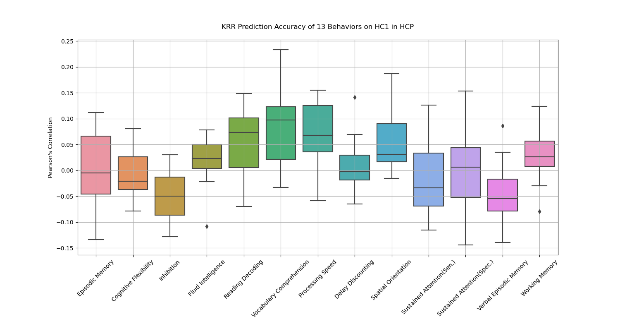 KRR Prediction Accuracy of 13 Behaviors on HC1 in HCP
Pearson's Correlation
0.25
0.20
0.15
0.10
0.05
0.00
−0.05
−0.10
−0.15
Episodic Memory
Cognitive Flexibility
Inhibition
Fluid Intelligence
Reading Decoding
Vocabulary Comprehension
Processing Speed
Delay Discounting
Spatial Orientation
Sustained Attention(Sen.)
Sustained Attention(Spec.)
Verbal Episodic Memory
Working Memory